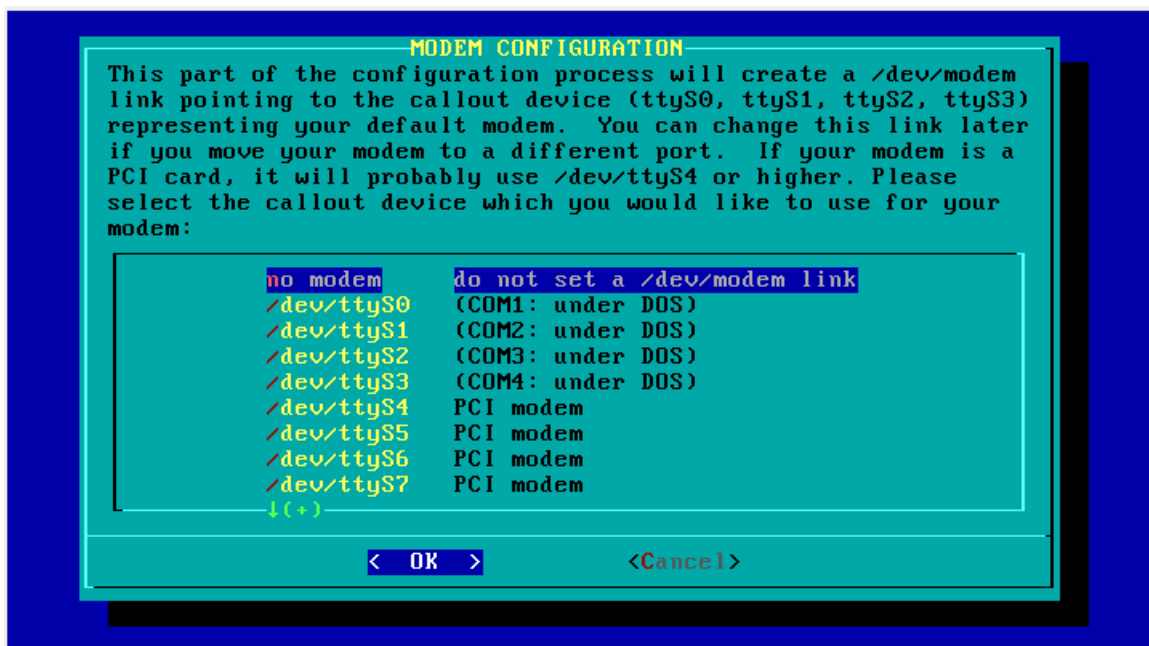 MODEM CONFIGURATION
This part of the configuration process will create a /dev/modem
link pointing to the callout device (ttyS0, ttyS1, ttyS2, ttyS3)
representing your default modem.  You can change this link later
if you move your modem to a different port.  If your modem is a
PCI card, it will probably use /dev/ttyS4 or higher. Please
select the callout device which you would like to use for your
modem:
no modem do not set a /dev/modem link
/dev/ttyS0 (COM1: under DOS)
/dev/ttyS1 (COM2: under DOS)
/dev/ttyS2 (COM3: under DOS)
/dev/ttyS3 (COM4: under DOS)
/dev/ttyS4 PCI modem
/dev/ttyS5 PCI modem
/dev/ttyS6 PCI modem
/dev/ttyS7 PCI modem
↓(+)
< OK > <Cancel>